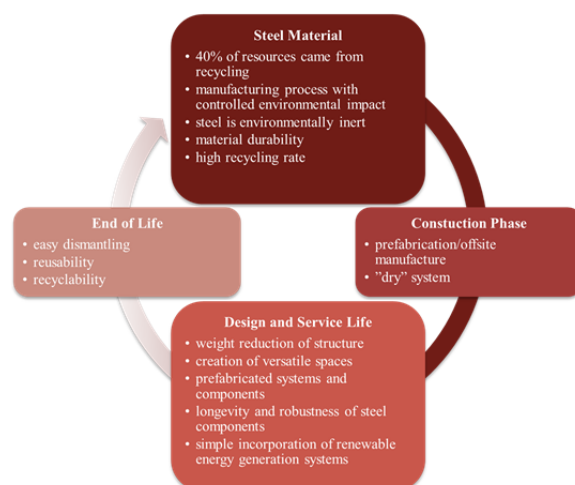 Steel Material
• 40% of resources came from
recycling
• manufacturing process with
controlled environmental impact
• steel is environmentally inert
• material durability
• high recycling rate
End of Life
• easy dismantling
• reusability
• recyclability
Constuction Phase
• prefabrication/offsite
manufacture
• ”dry” system
Design and Service Life
• weight reduction of structure
• creation of versatile spaces
• prefabricated systems and
components
• longevity and robustness of steel
components
• simple incorporation of renewable
energy generation systems